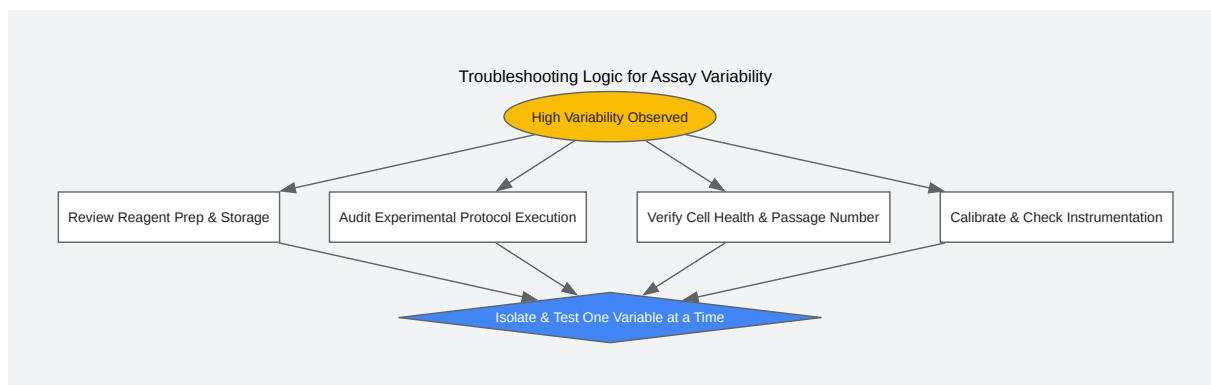 Troubleshooting Logic for Assay Variability
High Variability Observed
Review Reagent Prep & Storage
Audit Experimental Protocol Execution
Verify Cell Health & Passage Number
Calibrate & Check Instrumentation
Isolate & Test One Variable at a Time